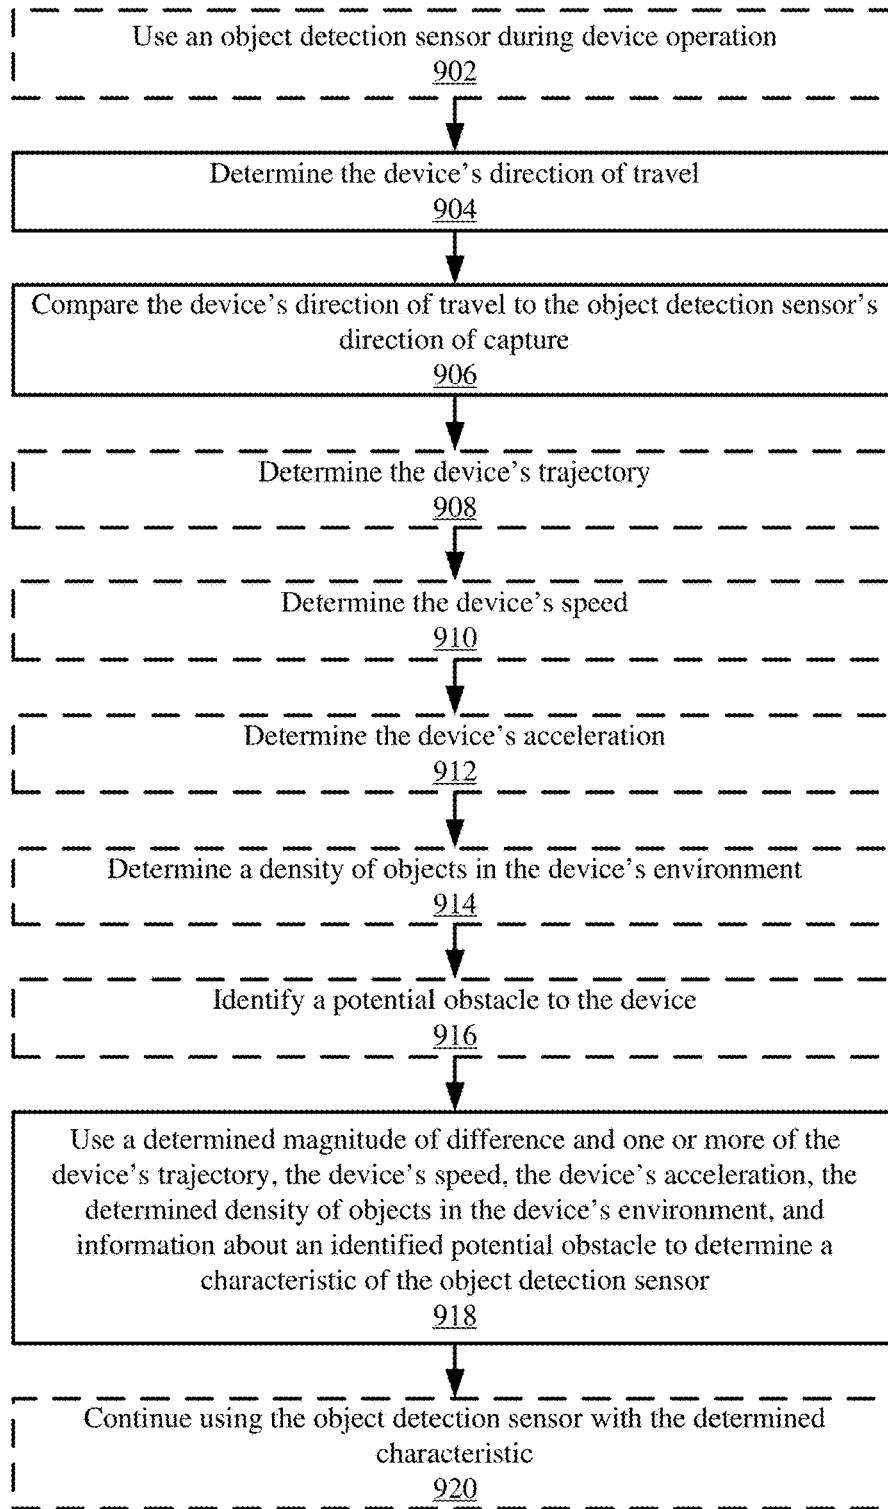 Use an object detection sensor during device operation
902
Determine the device's direction of travel
904
Compare the device's direction of travel to the object detection sensor's
direction of capture
906
Determine the device's trajectory
908
Determine the device's speed
910
Determine the device's acceleration
912
Determine a density of objects in the device's environment
914
Identify a potential obstacle to the device
916
Use a determined magnitude of difference and one or more of the
device's trajectory, the device's speed, the device's acceleration, the
determined density of objects in the device's environment, and
information about an identified potential obstacle to determine a
characteristic of the object detection sensor
918
Continue using the object detection sensor with the determined
characteristic
920